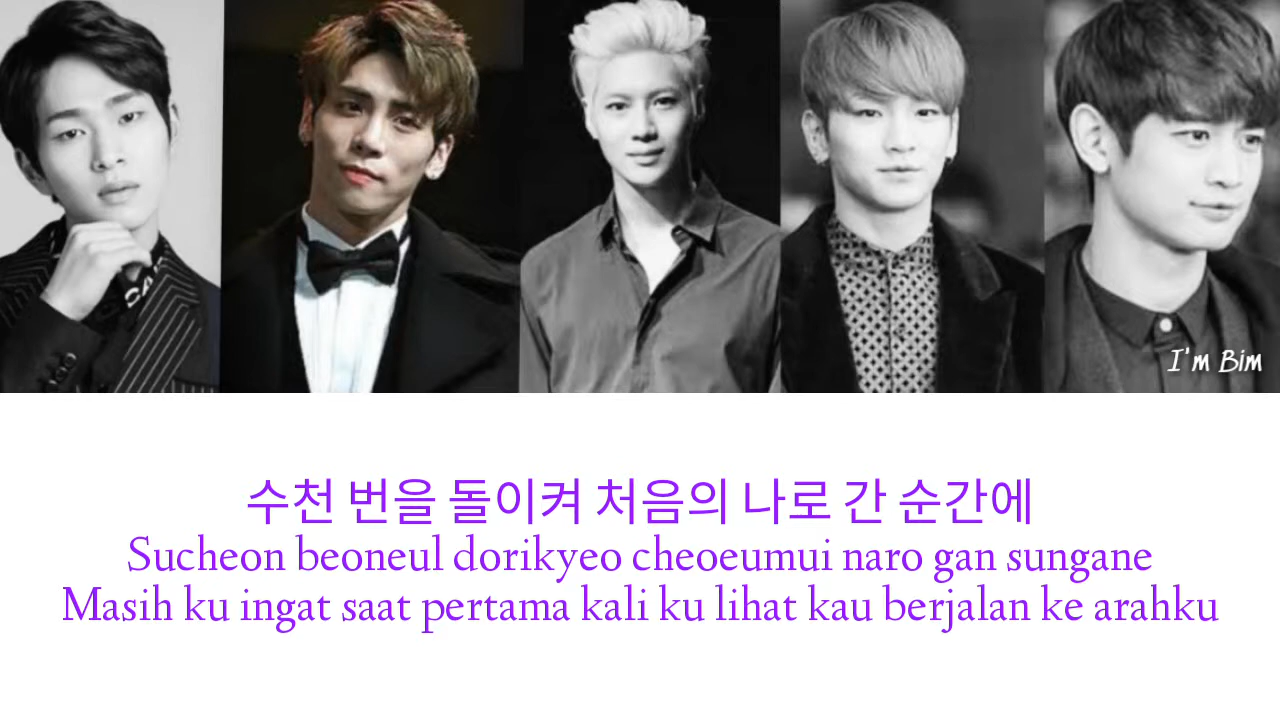 I'm Bim
수천 번을 돌이켜 처음의 나로 간 순간에
Sucheon beoneul dorikyeo cheoeumui naro gan sungane
Masih ku ingat saat pertama kali ku lihat kau berjalan ke arahku